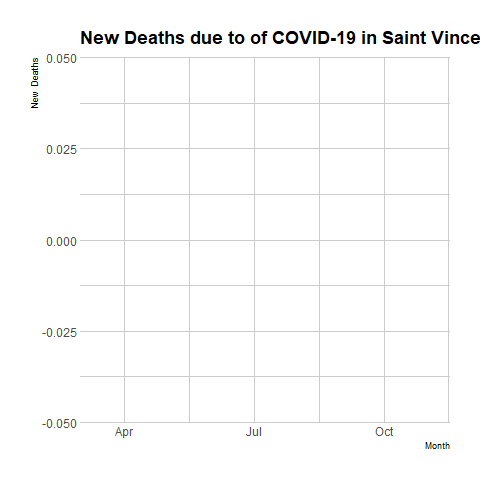 New Deaths due to of COVID-19 in Saint Vince
New Deaths
0.050
0.025
0.000
-0.025
-0.050
Apr Jul Oct
Month